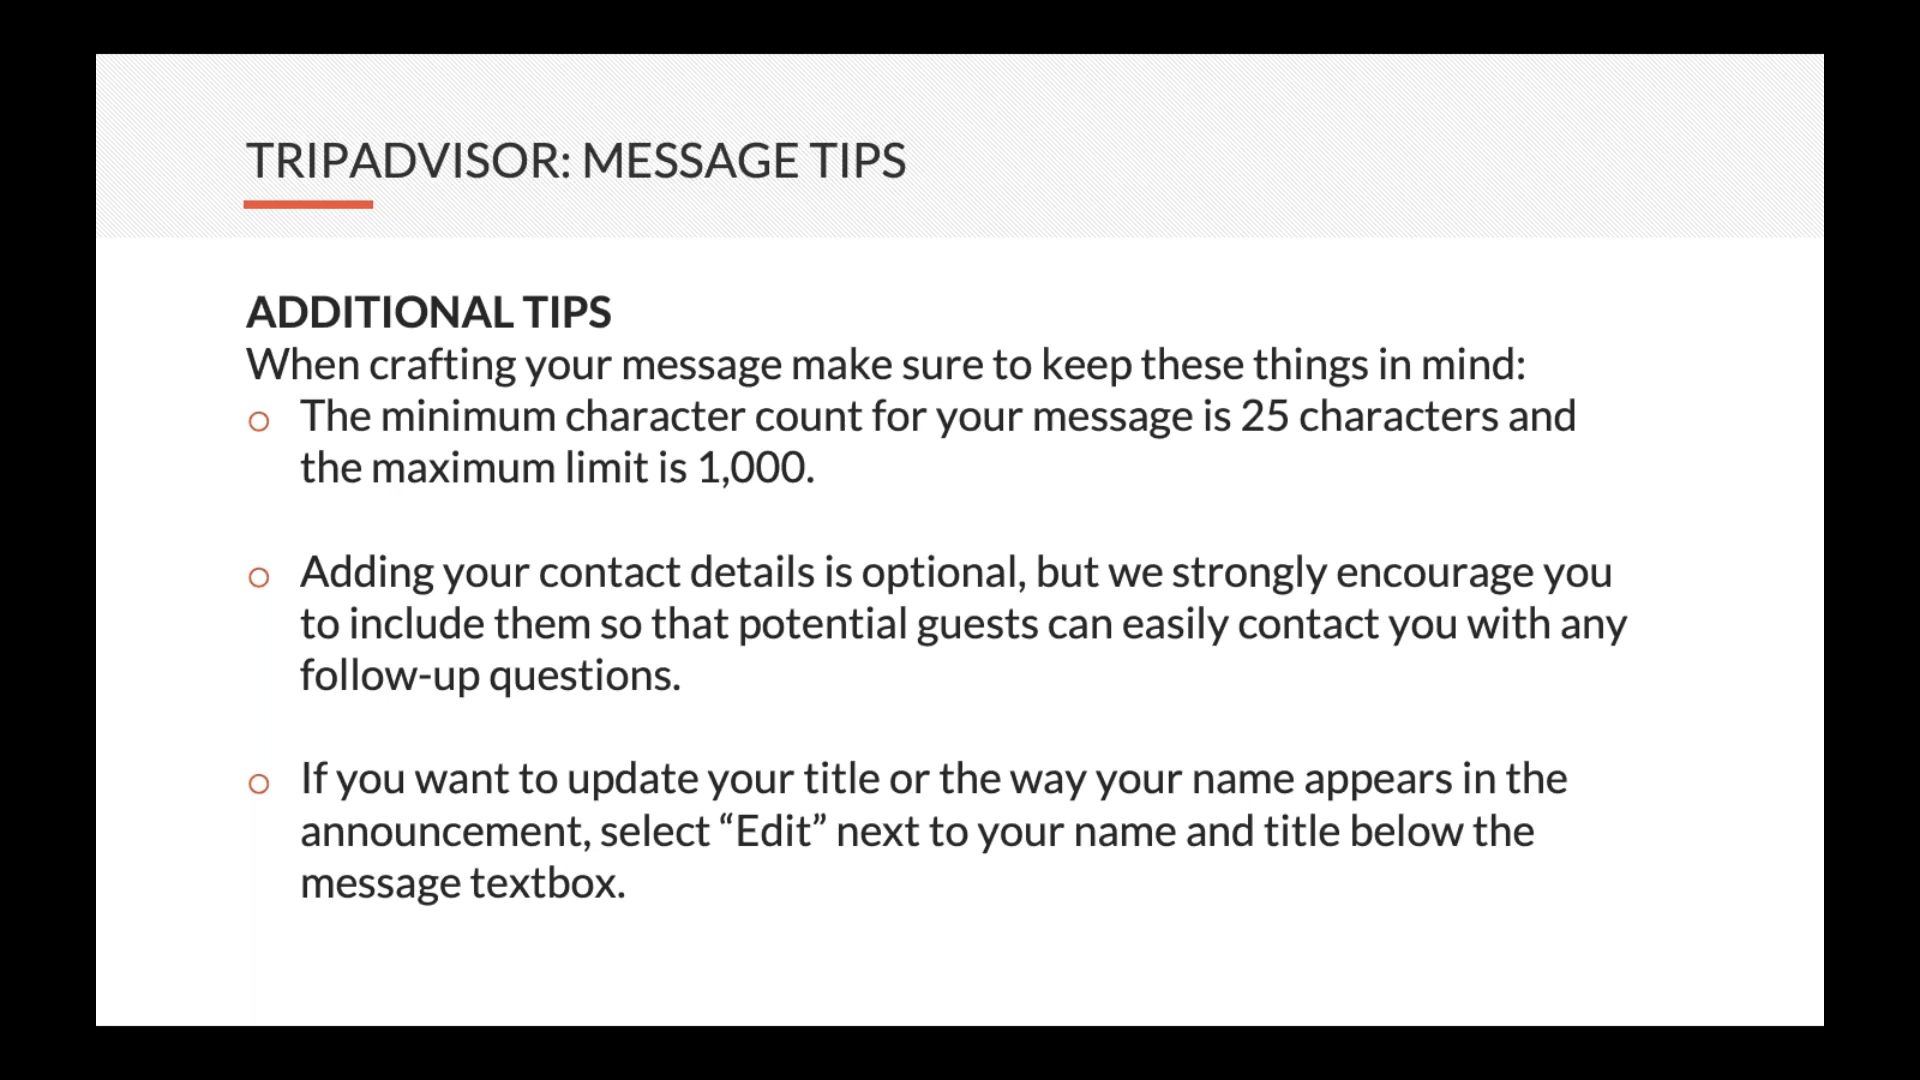 TRIPADVISOR: MESSAGE TIPS
ADDITIONAL TIPS
When crafting your message make sure to keep these things in mind:
○ The minimum character count for your message is 25 characters and
the maximum limit is 1,000.
○ Adding your contact details is optional, but we strongly encourage you
to include them so that potential guests can easily contact you with any
follow-up questions.
○ If you want to update your title or the way your name appears in the
announcement, select “Edit” next to your name and title below the
message textbox.